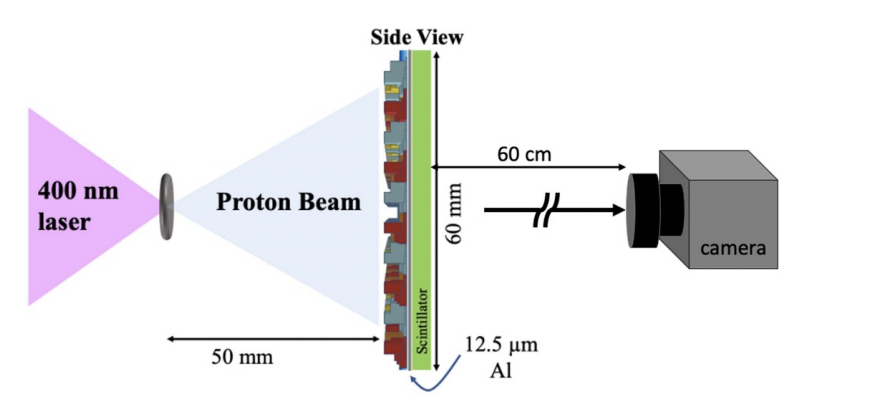 Side View
400 nm
laser
Proton Beam
60 cm
60 mm
camera
Scintillator
50 mm
12.5 µm
Al